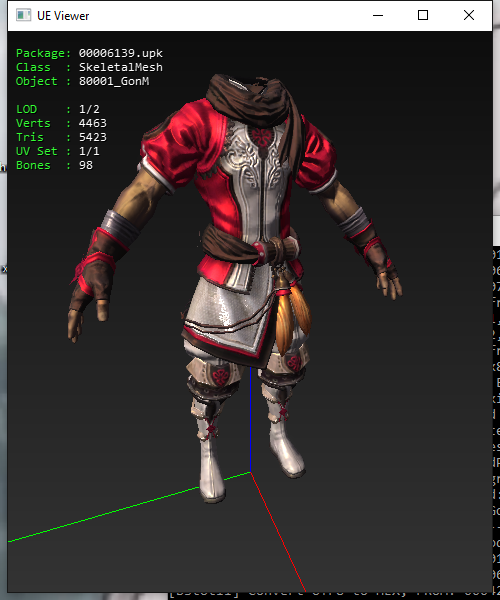 UE Viewer
Package: 00006139.upk
Class : SkeletalMesh
Object : 80001_GonM
LOD : 1/2
Verts : 4463
Tris : 5423
UV Set : 1/1
Bones : 98